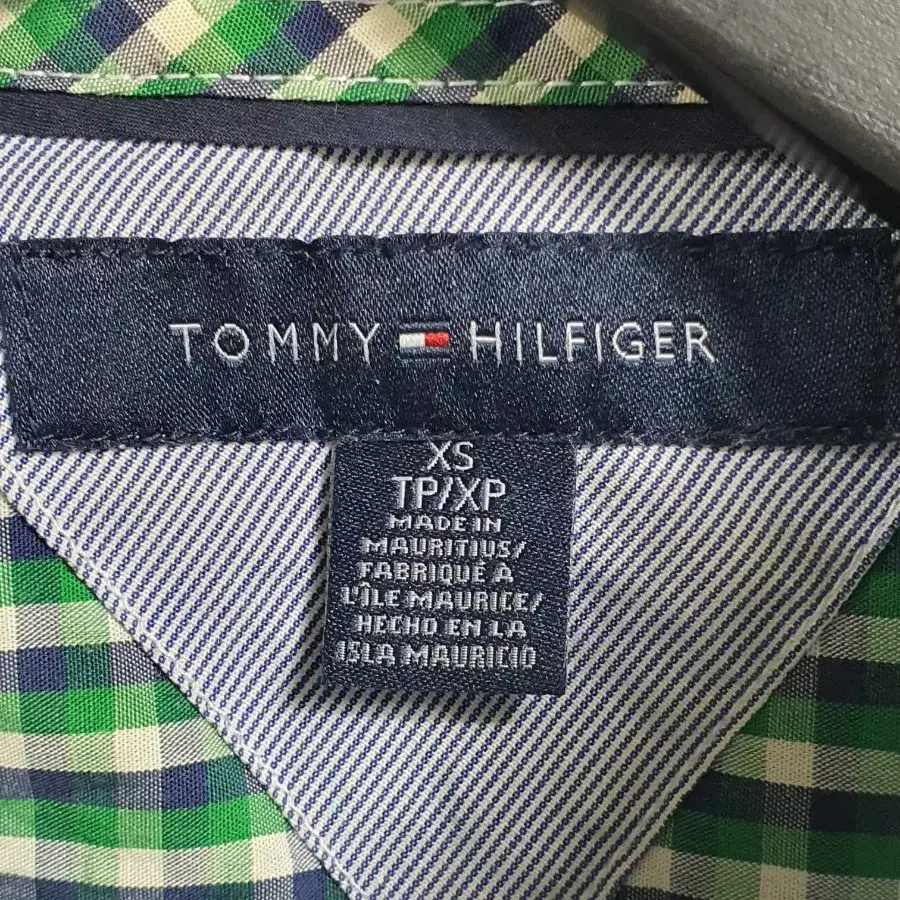 TOMMY HILFIGER
XS
TP/XP
MADE IN
MAURITIUS/
FABRIQUÉ À
L'ÎLE MAURICE/
HECHO EN LA
ISLA MAURICIO